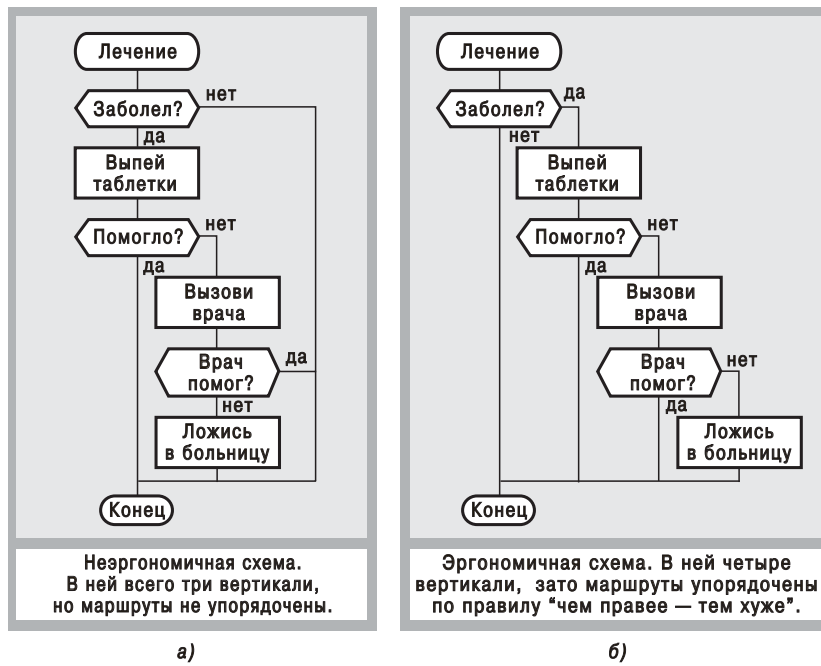 Лечение
Заболел?
нет
да
Выпей
таблетки
Помогло?
нет
да
Вызови
врача
Врач
помог?
да
нет
Ложись
в больницу
Конец
Неэргономичная схема.
В ней всего три вертикали,
но маршруты не упорядочены.
а)
Лечение
Заболел?
да
нет
Выпей
таблетки
Помогло?
нет
да
Вызови
врача
Врач
помог?
нет
да
Ложись
в больницу
Конец
Эргономичная схема. В ней четыре
вертикали, зато маршруты упорядочены
по правилу “чем правее — тем хуже”.
б)